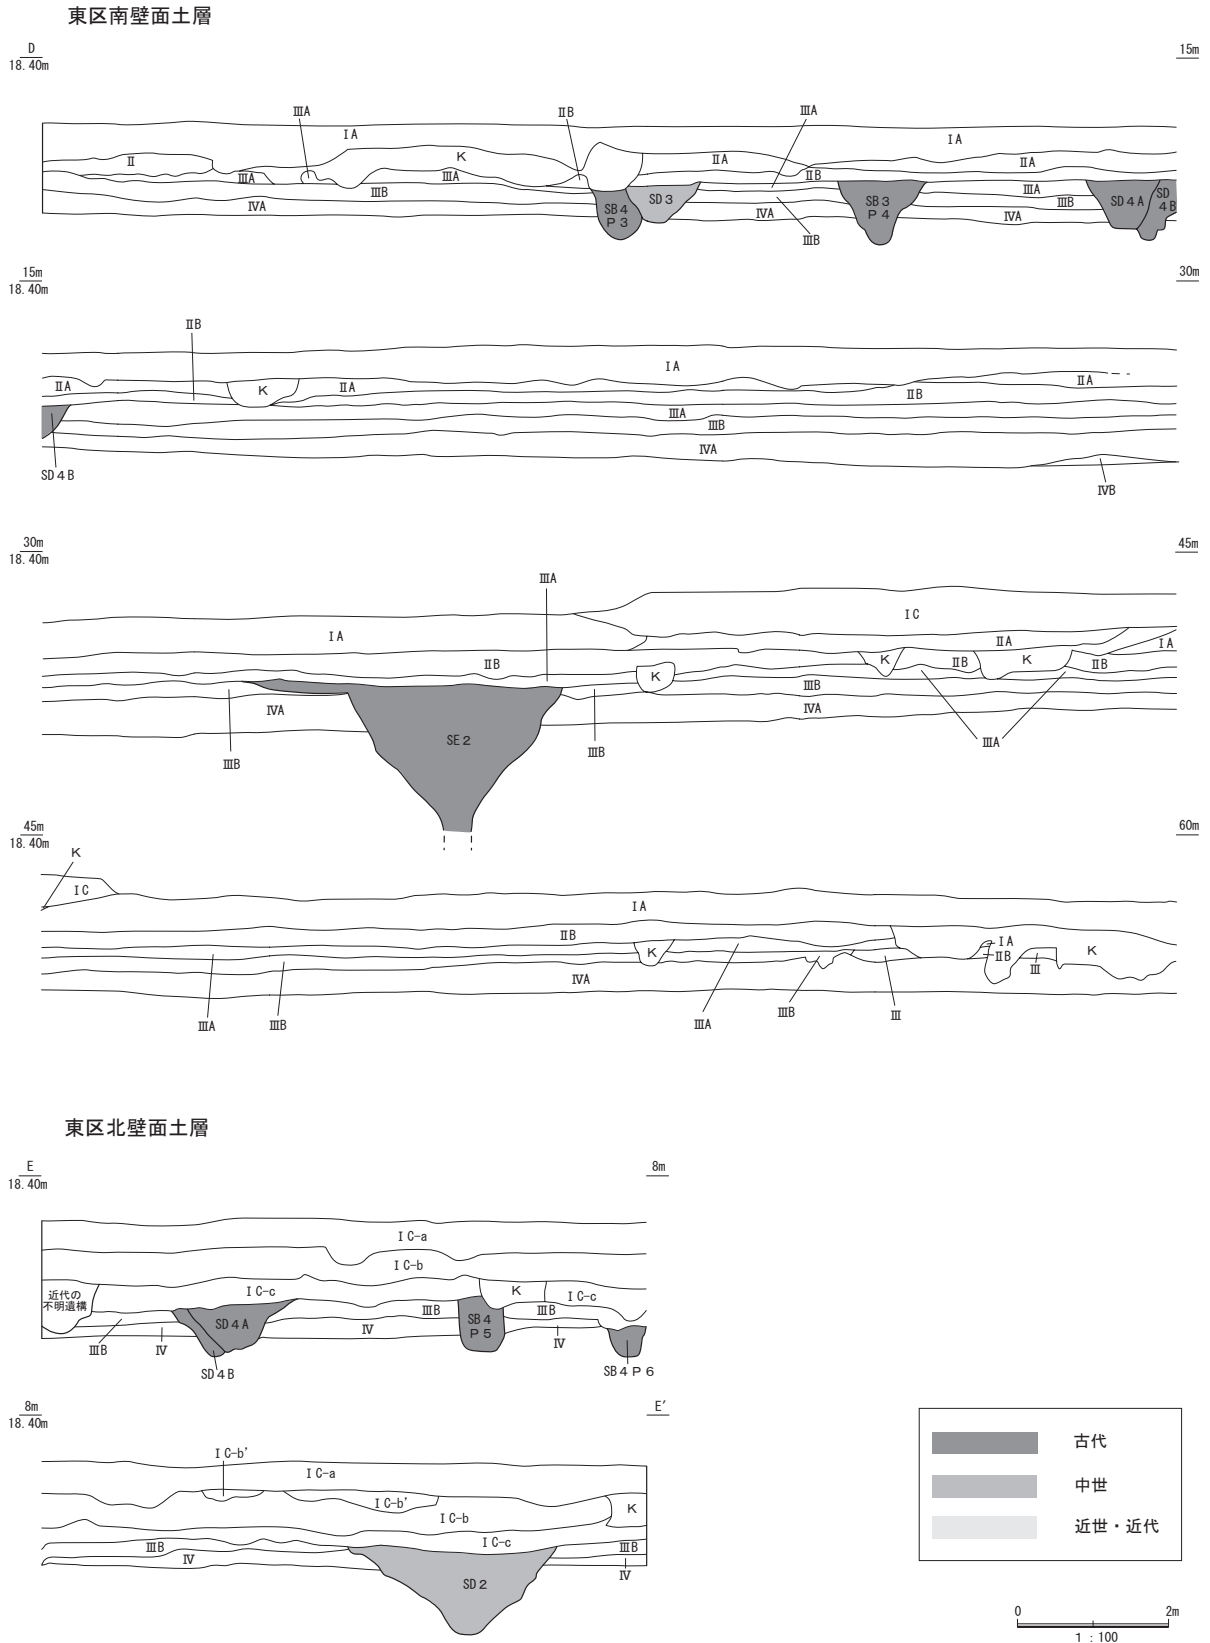 東区南壁面土層
D
18.40m
15m
ⅢA
ⅡB
ⅢA
ⅠA
ⅠA
Ⅱ
K
ⅡA
ⅡA
ⅢA
ⅢA
ⅡB
ⅢB
ⅢA
ⅣA
SB4
P3
SD3
ⅣA
SB3
P4
ⅢB
ⅣA
SD4A
SD
4B
ⅢB
15m
18.40m
30m
ⅡB
ⅠA
ⅡA
K
ⅡA
ⅡA
ⅡB
ⅢA
ⅢB
ⅣA
SD4B
ⅣB
30m
18.40m
45m
ⅢA
ⅠC
ⅠA
ⅡA
ⅠA
ⅡB
K
ⅡB
K
ⅡB
K
ⅢB
ⅣA
ⅣA
SE2
ⅢB
ⅢB
ⅢA
45m
18.40m
60m
K
ⅠC
ⅠA
ⅡB
K
ⅠA
ⅡB
Ⅲ
K
ⅣA
ⅢA
ⅢB
ⅢA
ⅢB
Ⅲ
東区北壁面土層
E
18.40m
8m
ⅠC-a
ⅠC-b
近代の
不明遺構
ⅠC-c
K
ⅠC-c
SD4A
ⅢB
SB4
P5
ⅢB
ⅢB
Ⅳ
Ⅳ
Ⅳ
SD4B
SB4P6
8m
18.40m
E′
ⅠC-b'
ⅠC-a
ⅠC-b'
ⅠC-b
K
ⅢB
ⅠC-c
ⅢB
Ⅳ
SD2
Ⅳ
古代
中世
近世・近代
0
2m
1:100